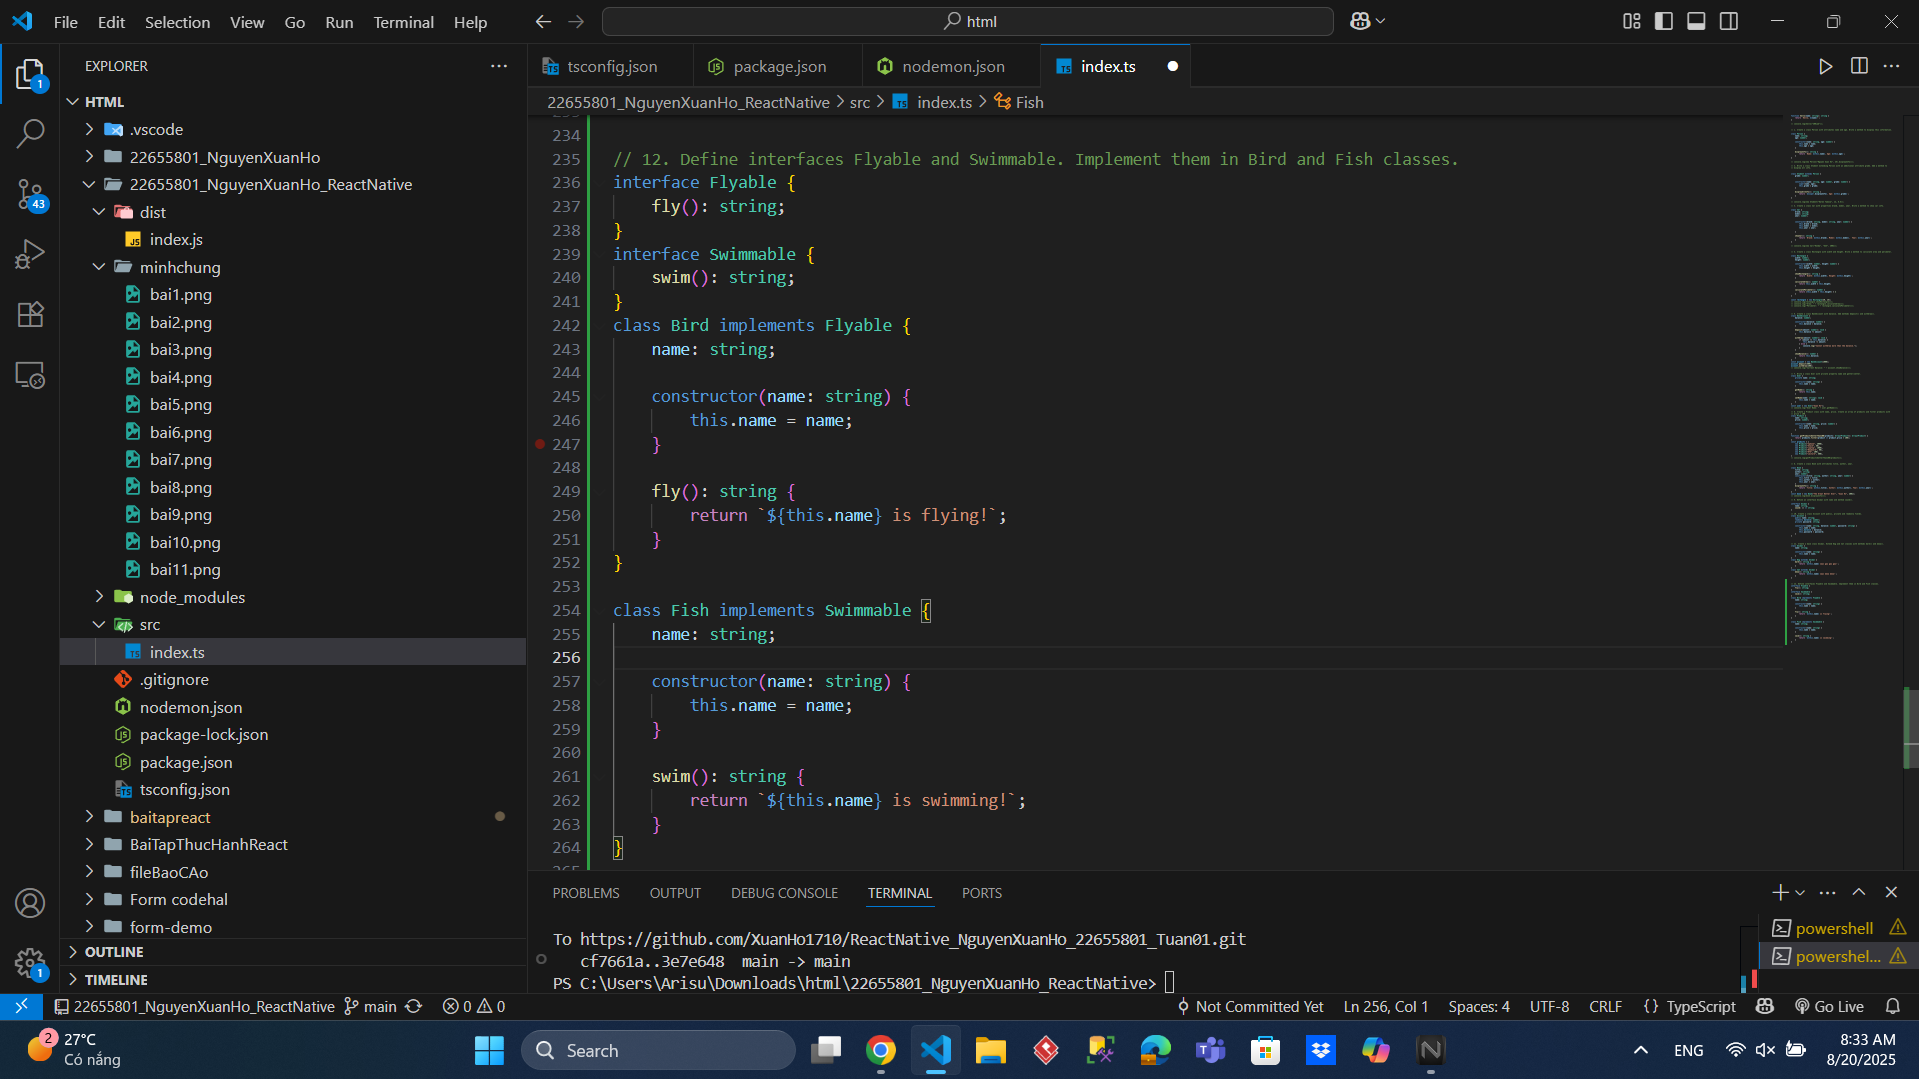 File Edit Selection View Go Run Terminal Help
html
EXPLORER
HTML
.vscode
22655801_NguyenXuanHo
22655801_NguyenXuanHo_ReactNative
dist
index.js
minhchung
bai1.png
bai2.png
bai3.png
bai4.png
bai5.png
bai6.png
bai7.png
bai8.png
bai9.png
bai10.png
bai11.png
node_modules
src
index.ts
.gitignore
nodemon.json
package-lock.json
package.json
tsconfig.json
baitapreact
BaiTapThucHanhReact
fileBaoCAo
Form codehal
form-demo
OUTLINE
TIMELINE
1
43
1
tsconfig.json package.json nodemon.json index.ts
22655801_NguyenXuanHo_ReactNative > src > index.ts > Fish
234
235 // 12. Define interfaces Flyable and Swimmable. Implement them in Bird and Fish classes.
236 interface Flyable {
237 fly(): string;
238 }
239 interface Swimmable {
240 swim(): string;
241 }
242 class Bird implements Flyable {
243 name: string;
244
245 constructor(name: string) {
246 this.name = name;
247 }
248
249 fly(): string {
250 return `${this.name} is flying!`;
251 }
252 }
253
254 class Fish implements Swimmable {
255 name: string;
256
257 constructor(name: string) {
258 this.name = name;
259 }
260
261 swim(): string {
262 return `${this.name} is swimming!`;
263 }
264 }
PROBLEMS OUTPUT DEBUG CONSOLE TERMINAL PORTS
To https://github.com/XuanHo1710/ReactNative_NguyenXuanHo_22655801_Tuan01.git
cf7661a..3e7e648 main -> main
PS C:\Users\Arisu\Downloads\html\22655801_NguyenXuanHo_ReactNative>
powershell
powershel...
22655801_NguyenXuanHo_ReactNative main 0 0 Not Committed Yet Ln 256, Col 1 Spaces: 4 UTF-8 CRLF {} TypeScript Go Live
2
27°C
Có nắng
Search
ENG
8:33 AM
8/20/2025